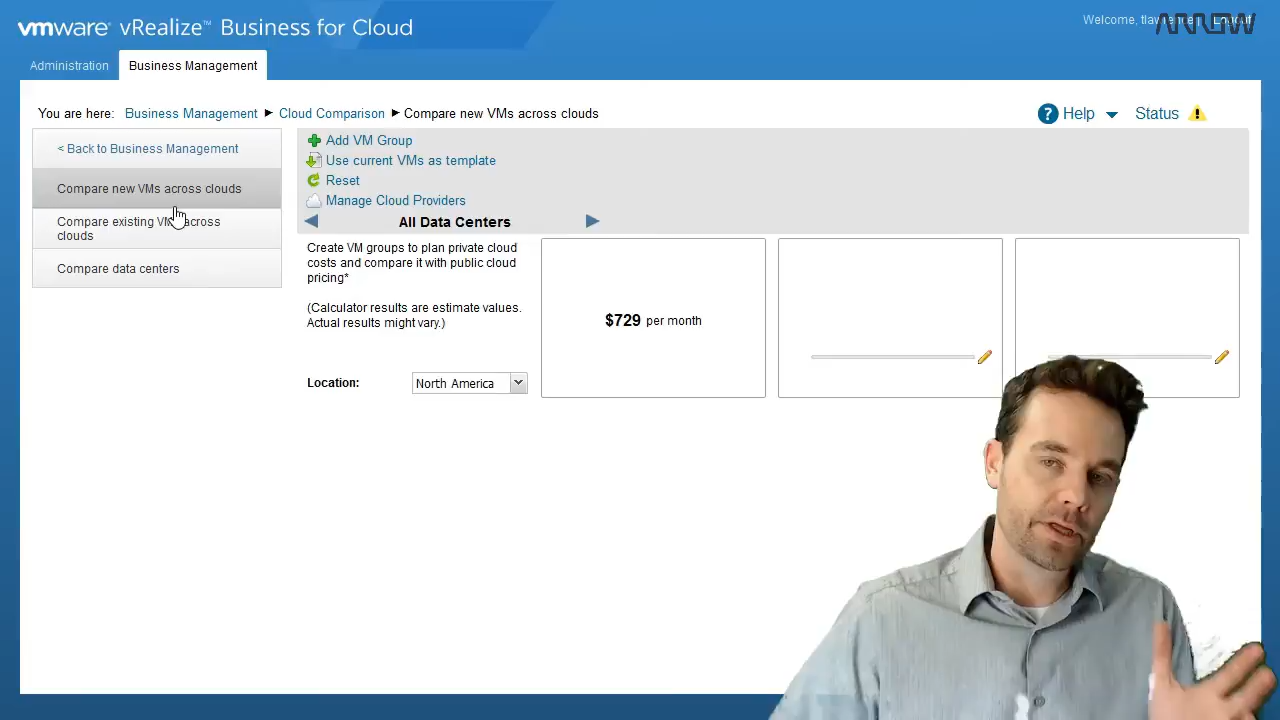 vmware vRealize™ Business for Cloud
Welcome, tlawrence | Logout
ARROW
Administration
Business Management
You are here: Business Management ▶ Cloud Comparison ▶ Compare new VMs across clouds
? Help
Status
< Back to Business Management
Compare new VMs across clouds
Compare existing VMs across
clouds
Compare data centers
Add VM Group
Use current VMs as template
Reset
Manage Cloud Providers
All Data Centers
Create VM groups to plan private cloud
costs and compare it with public cloud
pricing*
(Calculator results are estimate values.
Actual results might vary.)
Location:
North America
$729 per month